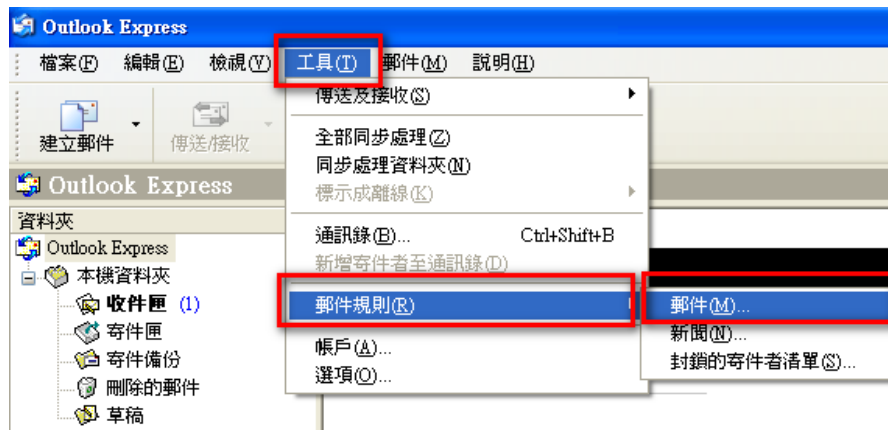 Outlook Express
檔案(F) 編輯(E) 檢視(V) 工具(T) 郵件(M) 說明(H)
建立郵件 傳送/接收
傳送及接收(S)
全部同步處理(Z)
同步處理資料夾(N)
標示成離線(K)
通訊錄(B)... Ctrl+Shift+B
新增寄件者至通訊錄(D)
郵件規則(R)
帳戶(A)...
選項(O)...
郵件(M)...
新聞(N)...
封鎖的寄件者清單(S)...
Outlook Express
資料夾
Outlook Express
本機資料夾
收件匣 (1)
寄件匣
寄件備份
刪除的郵件
草稿